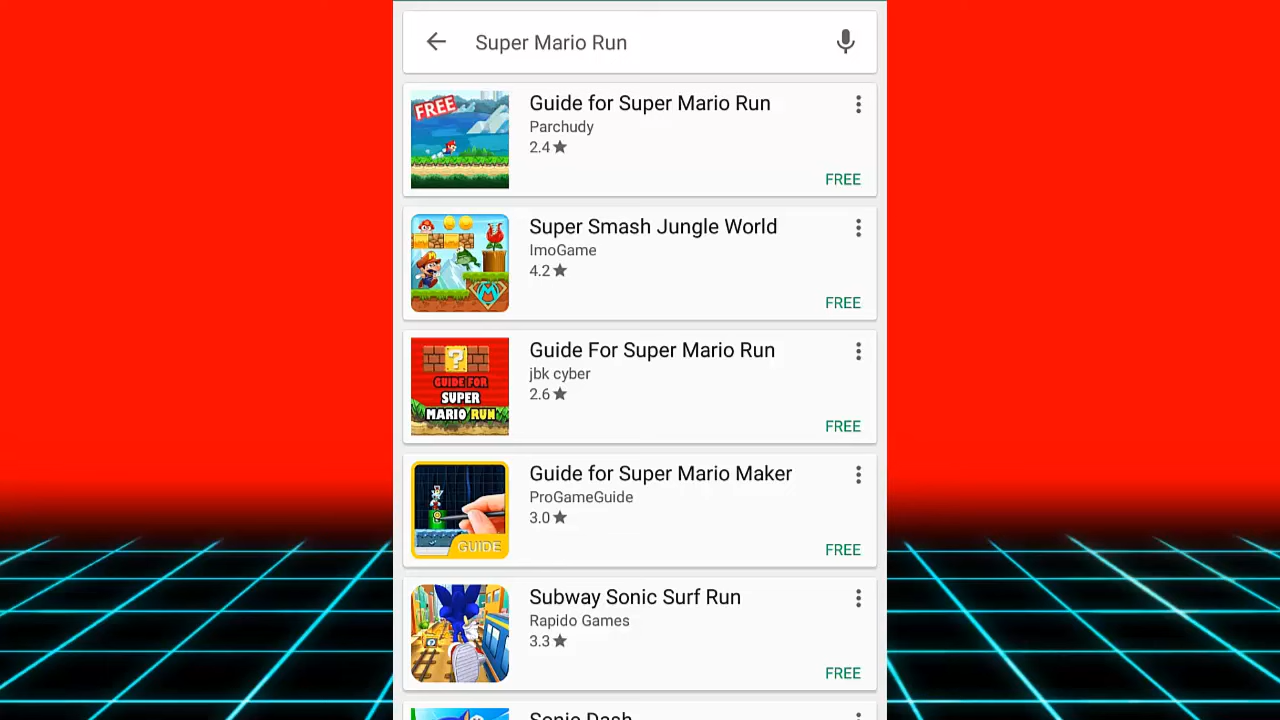 Super Mario Run
FREE
Guide for Super Mario Run
Parchudy
2.4★
FREE
Super Smash Jungle World
ImoGame
4.2★
FREE
GUIDE FOR
SUPER
MARIO RUN
Guide For Super Mario Run
jbk cyber
2.6★
FREE
GUIDE
Guide for Super Mario Maker
ProGameGuide
3.0★
FREE
Subway Sonic Surf Run
Rapido Games
3.3★
FREE
Sonic Dash